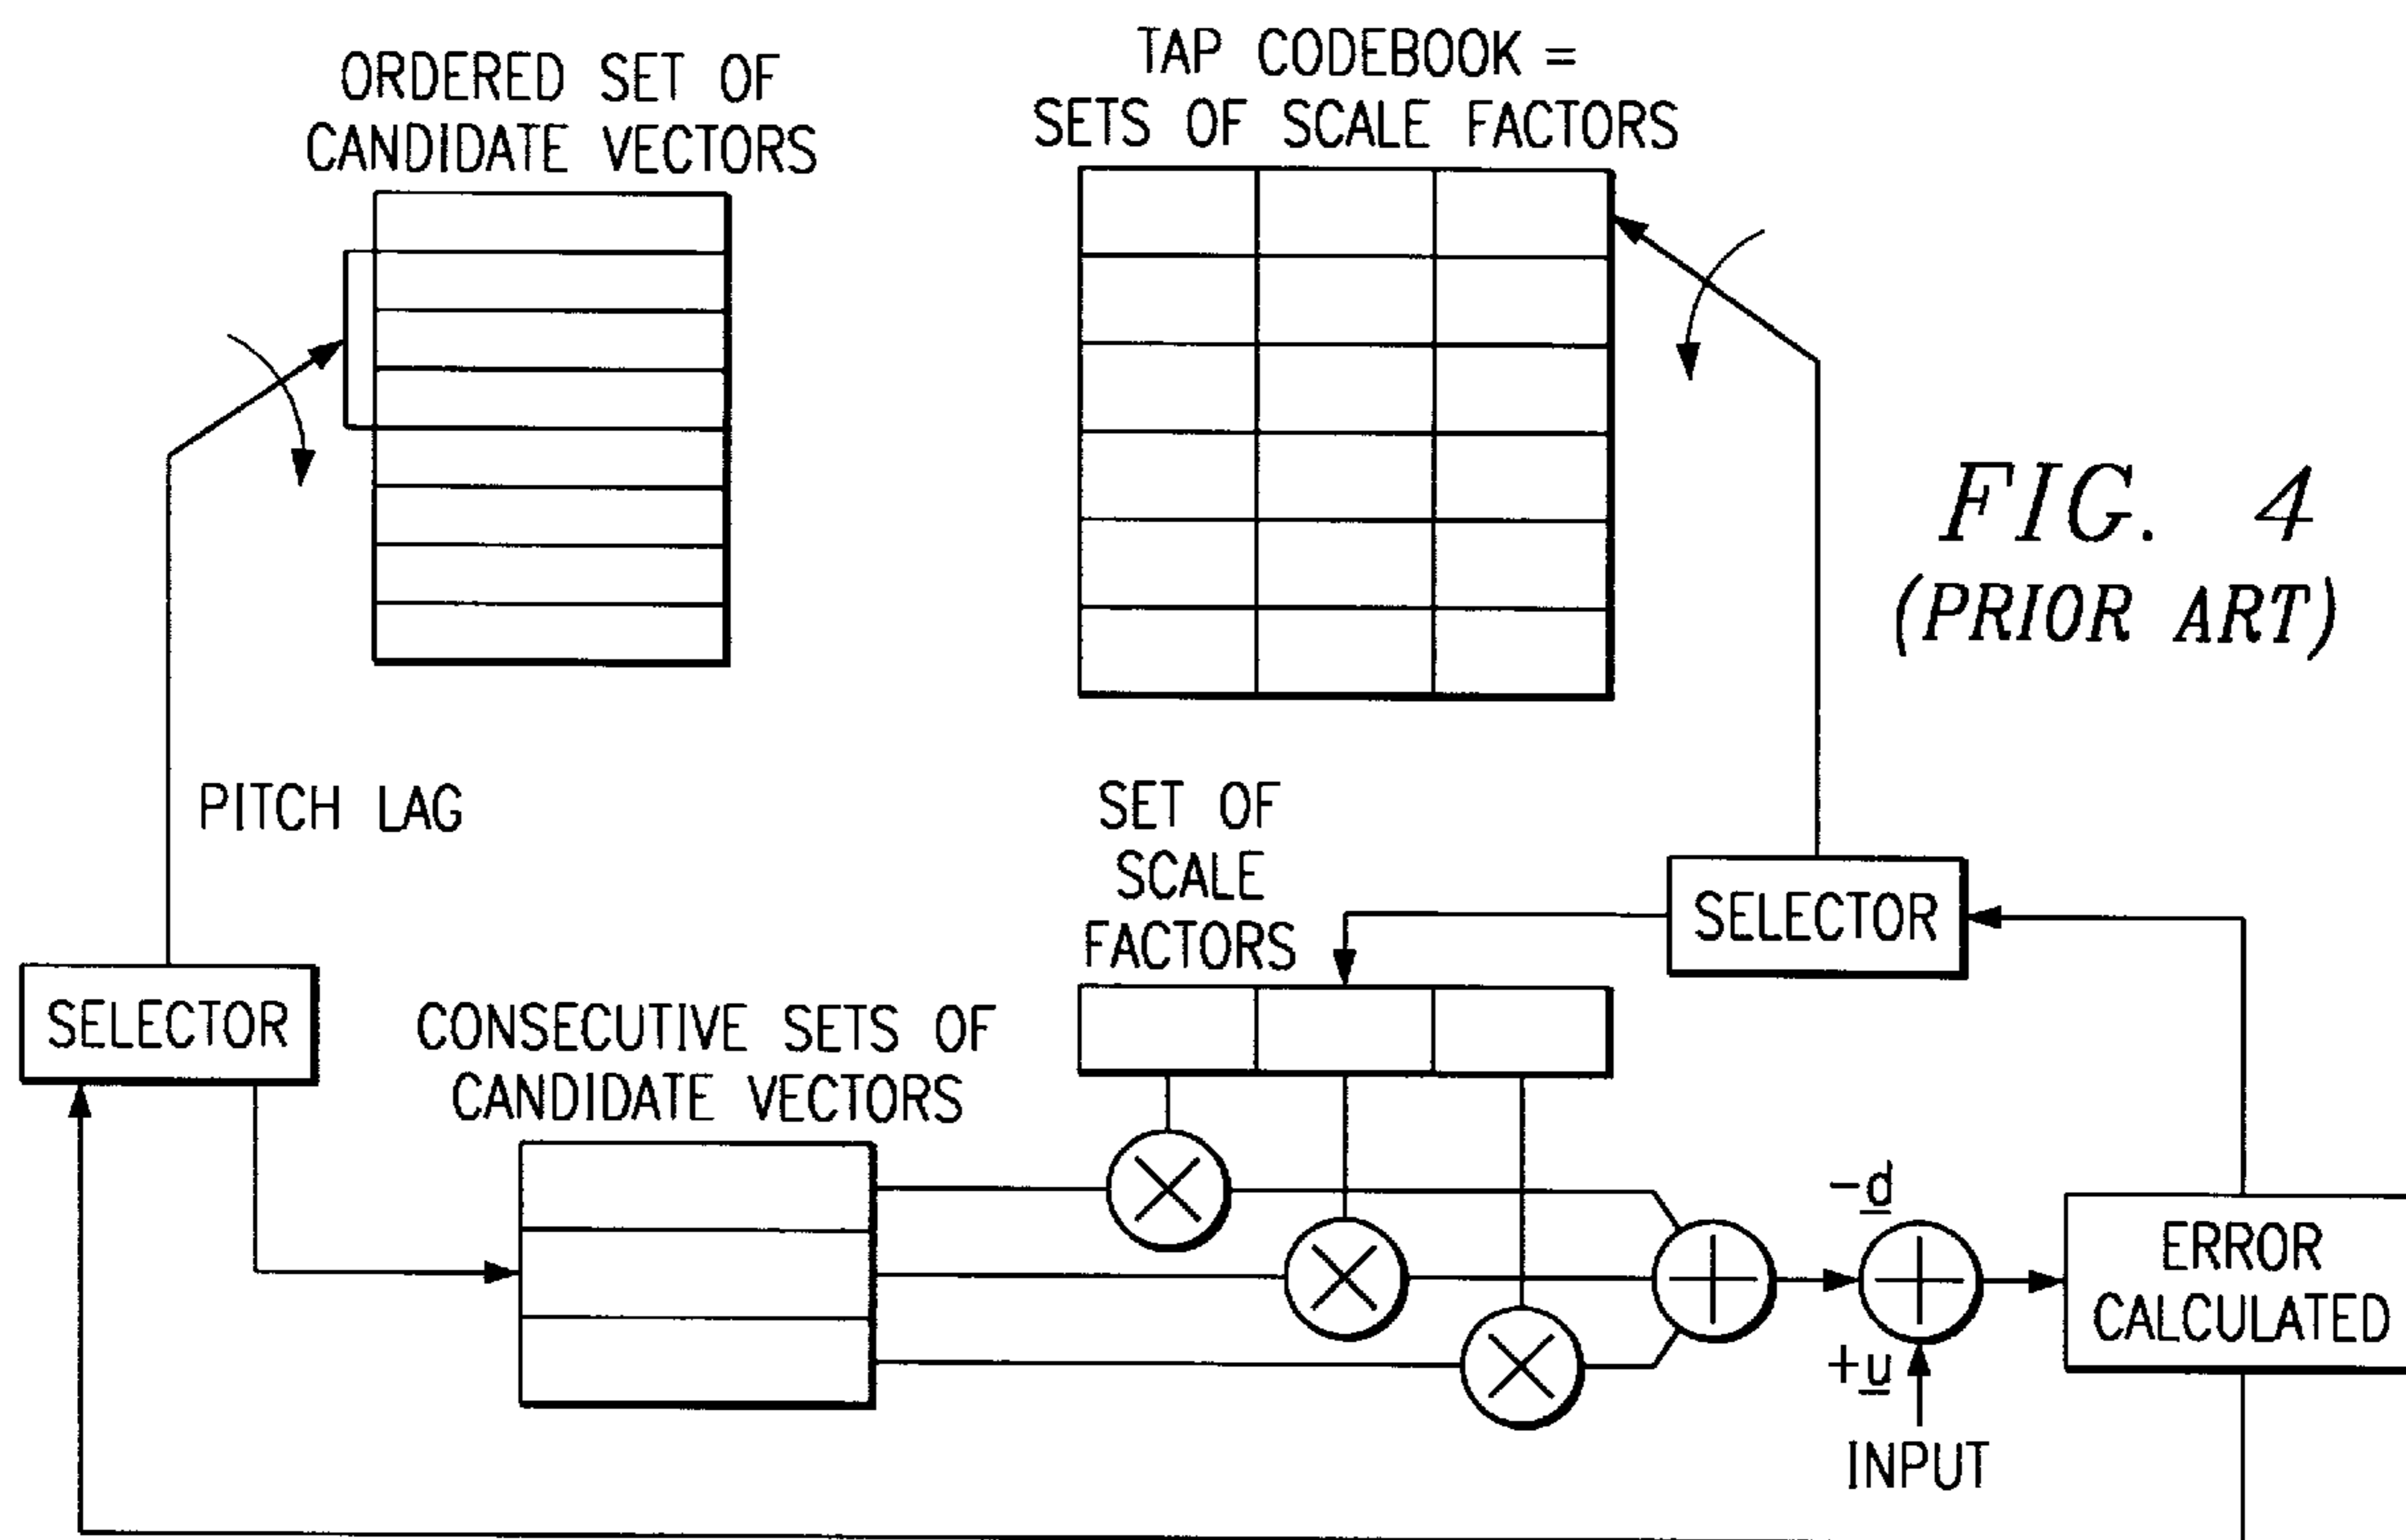 ORDERED SET OF
CANDIDATE VECTORS
TAP CODEBOOK =
SETS OF SCALE FACTORS
FIG. 4
(PRIOR ART)
PITCH LAG
SET OF
SCALE
FACTORS
SELECTOR
SELECTOR
CONSECUTIVE SETS OF
CANDIDATE VECTORS
-d
+u
INPUT
ERROR
CALCULATED